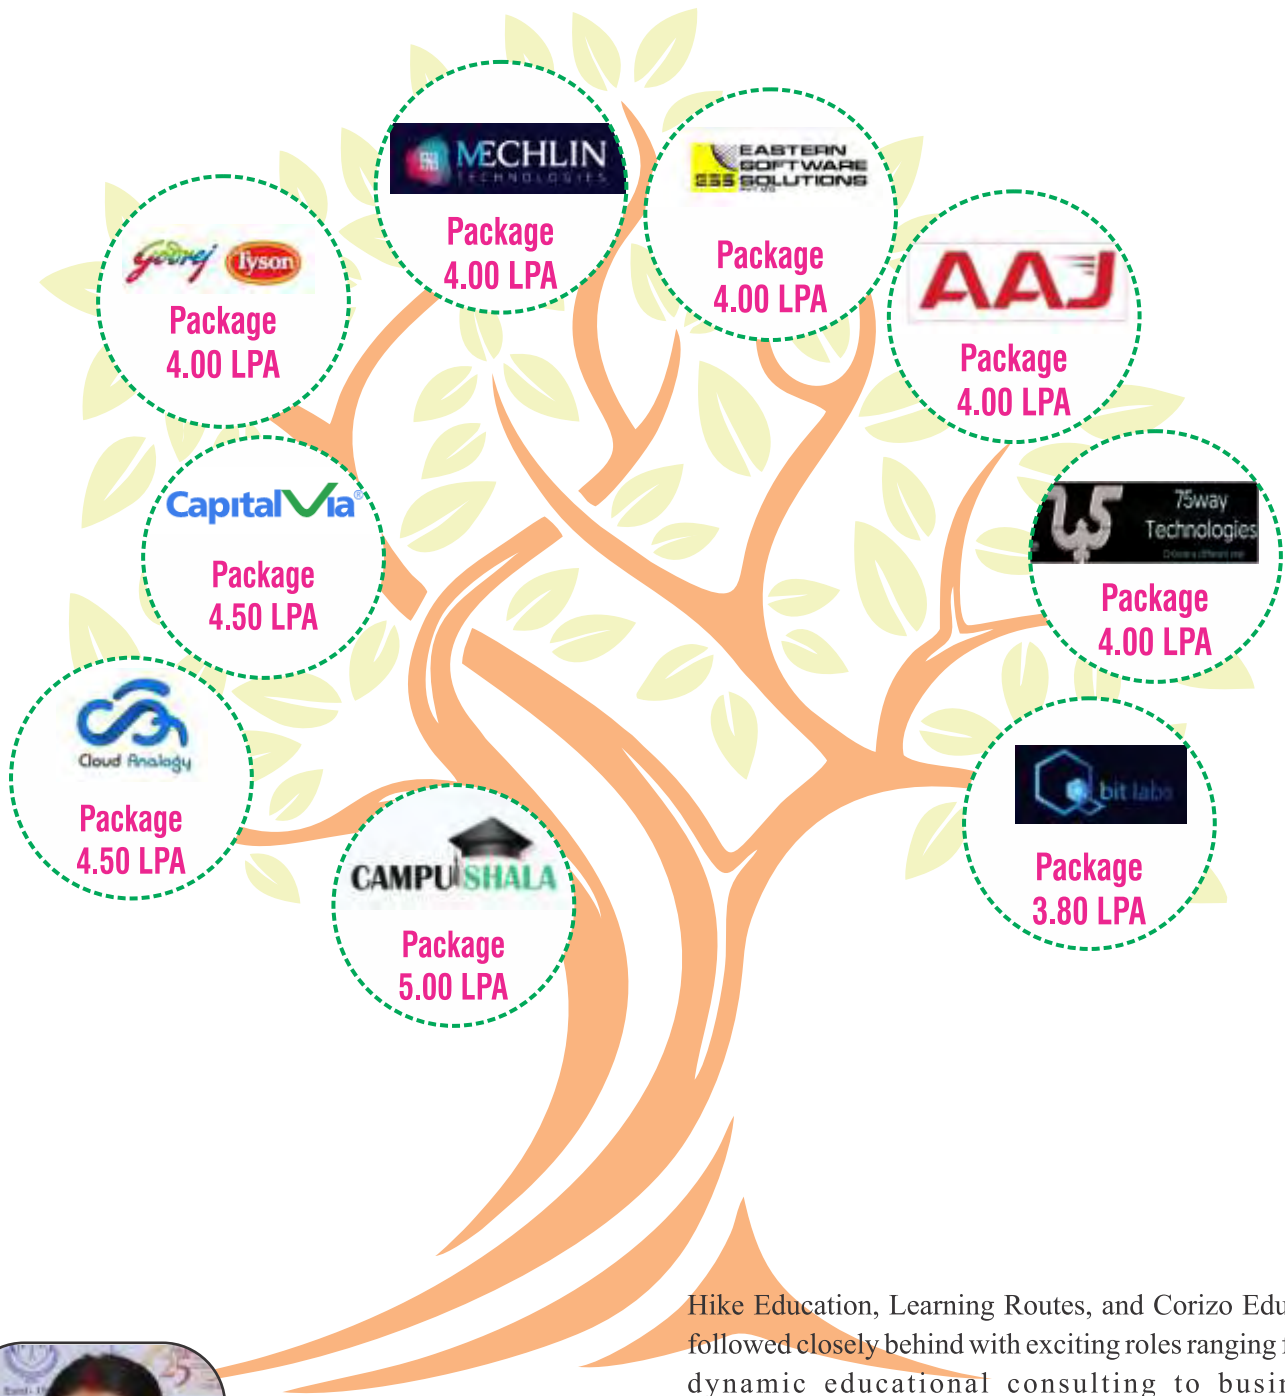 MECHLIN
TECHNOLOGIES
Package
4.00 LPA
EASTERN
SOFTWARE
ESS SOLUTIONS
Package
4.00 LPA
Godrej Tyson
Package
4.00 LPA
AAJ
Package
4.00 LPA
CapitalVia®
Package
4.50 LPA
75way
Technologies
Package
4.00 LPA
Cloud Analogy
Package
4.50 LPA
bit labs
Package
3.80 LPA
CAMPUSHALA
Package
5.00 LPA
Hike Education, Learning Routes, and Corizo Edu
followed closely behind with exciting roles ranging
dynamic educational consulting to busin
25